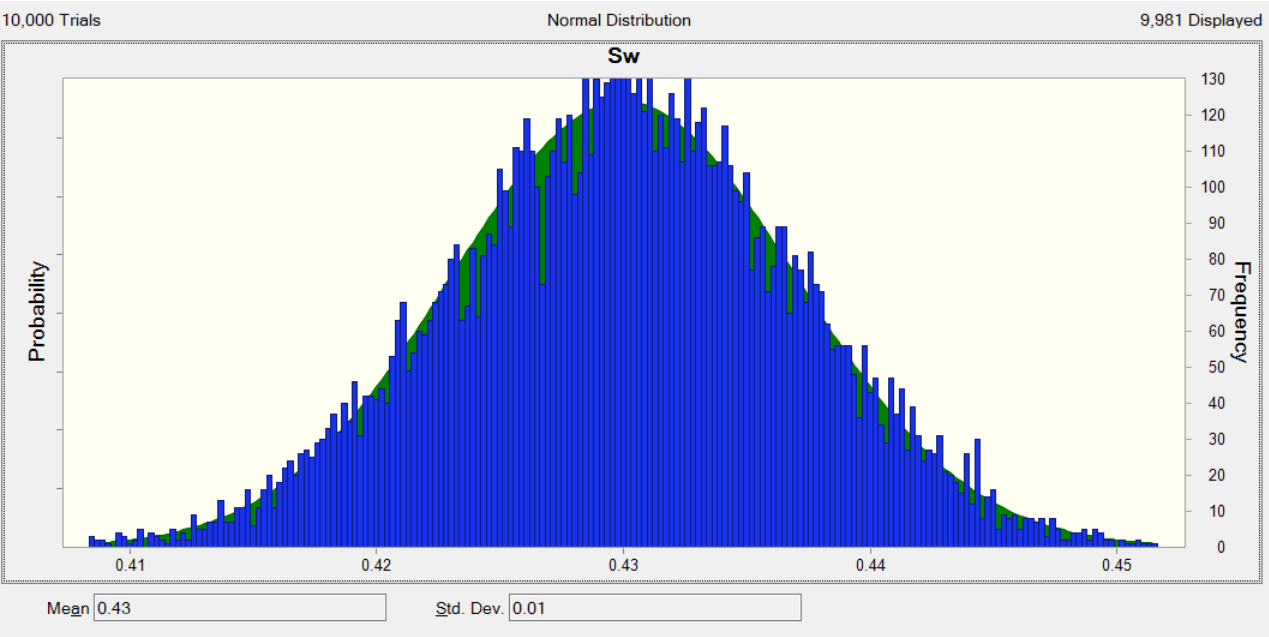 10,000 Trials Normal Distribution 9,981 Displayed
Sw
Probability
130
120
110
100
90
80
70
60
50
40
30
20
10
0
Frequency
0.41 0.42 0.43 0.44 0.45
Mean 0.43 Std. Dev. 0.01